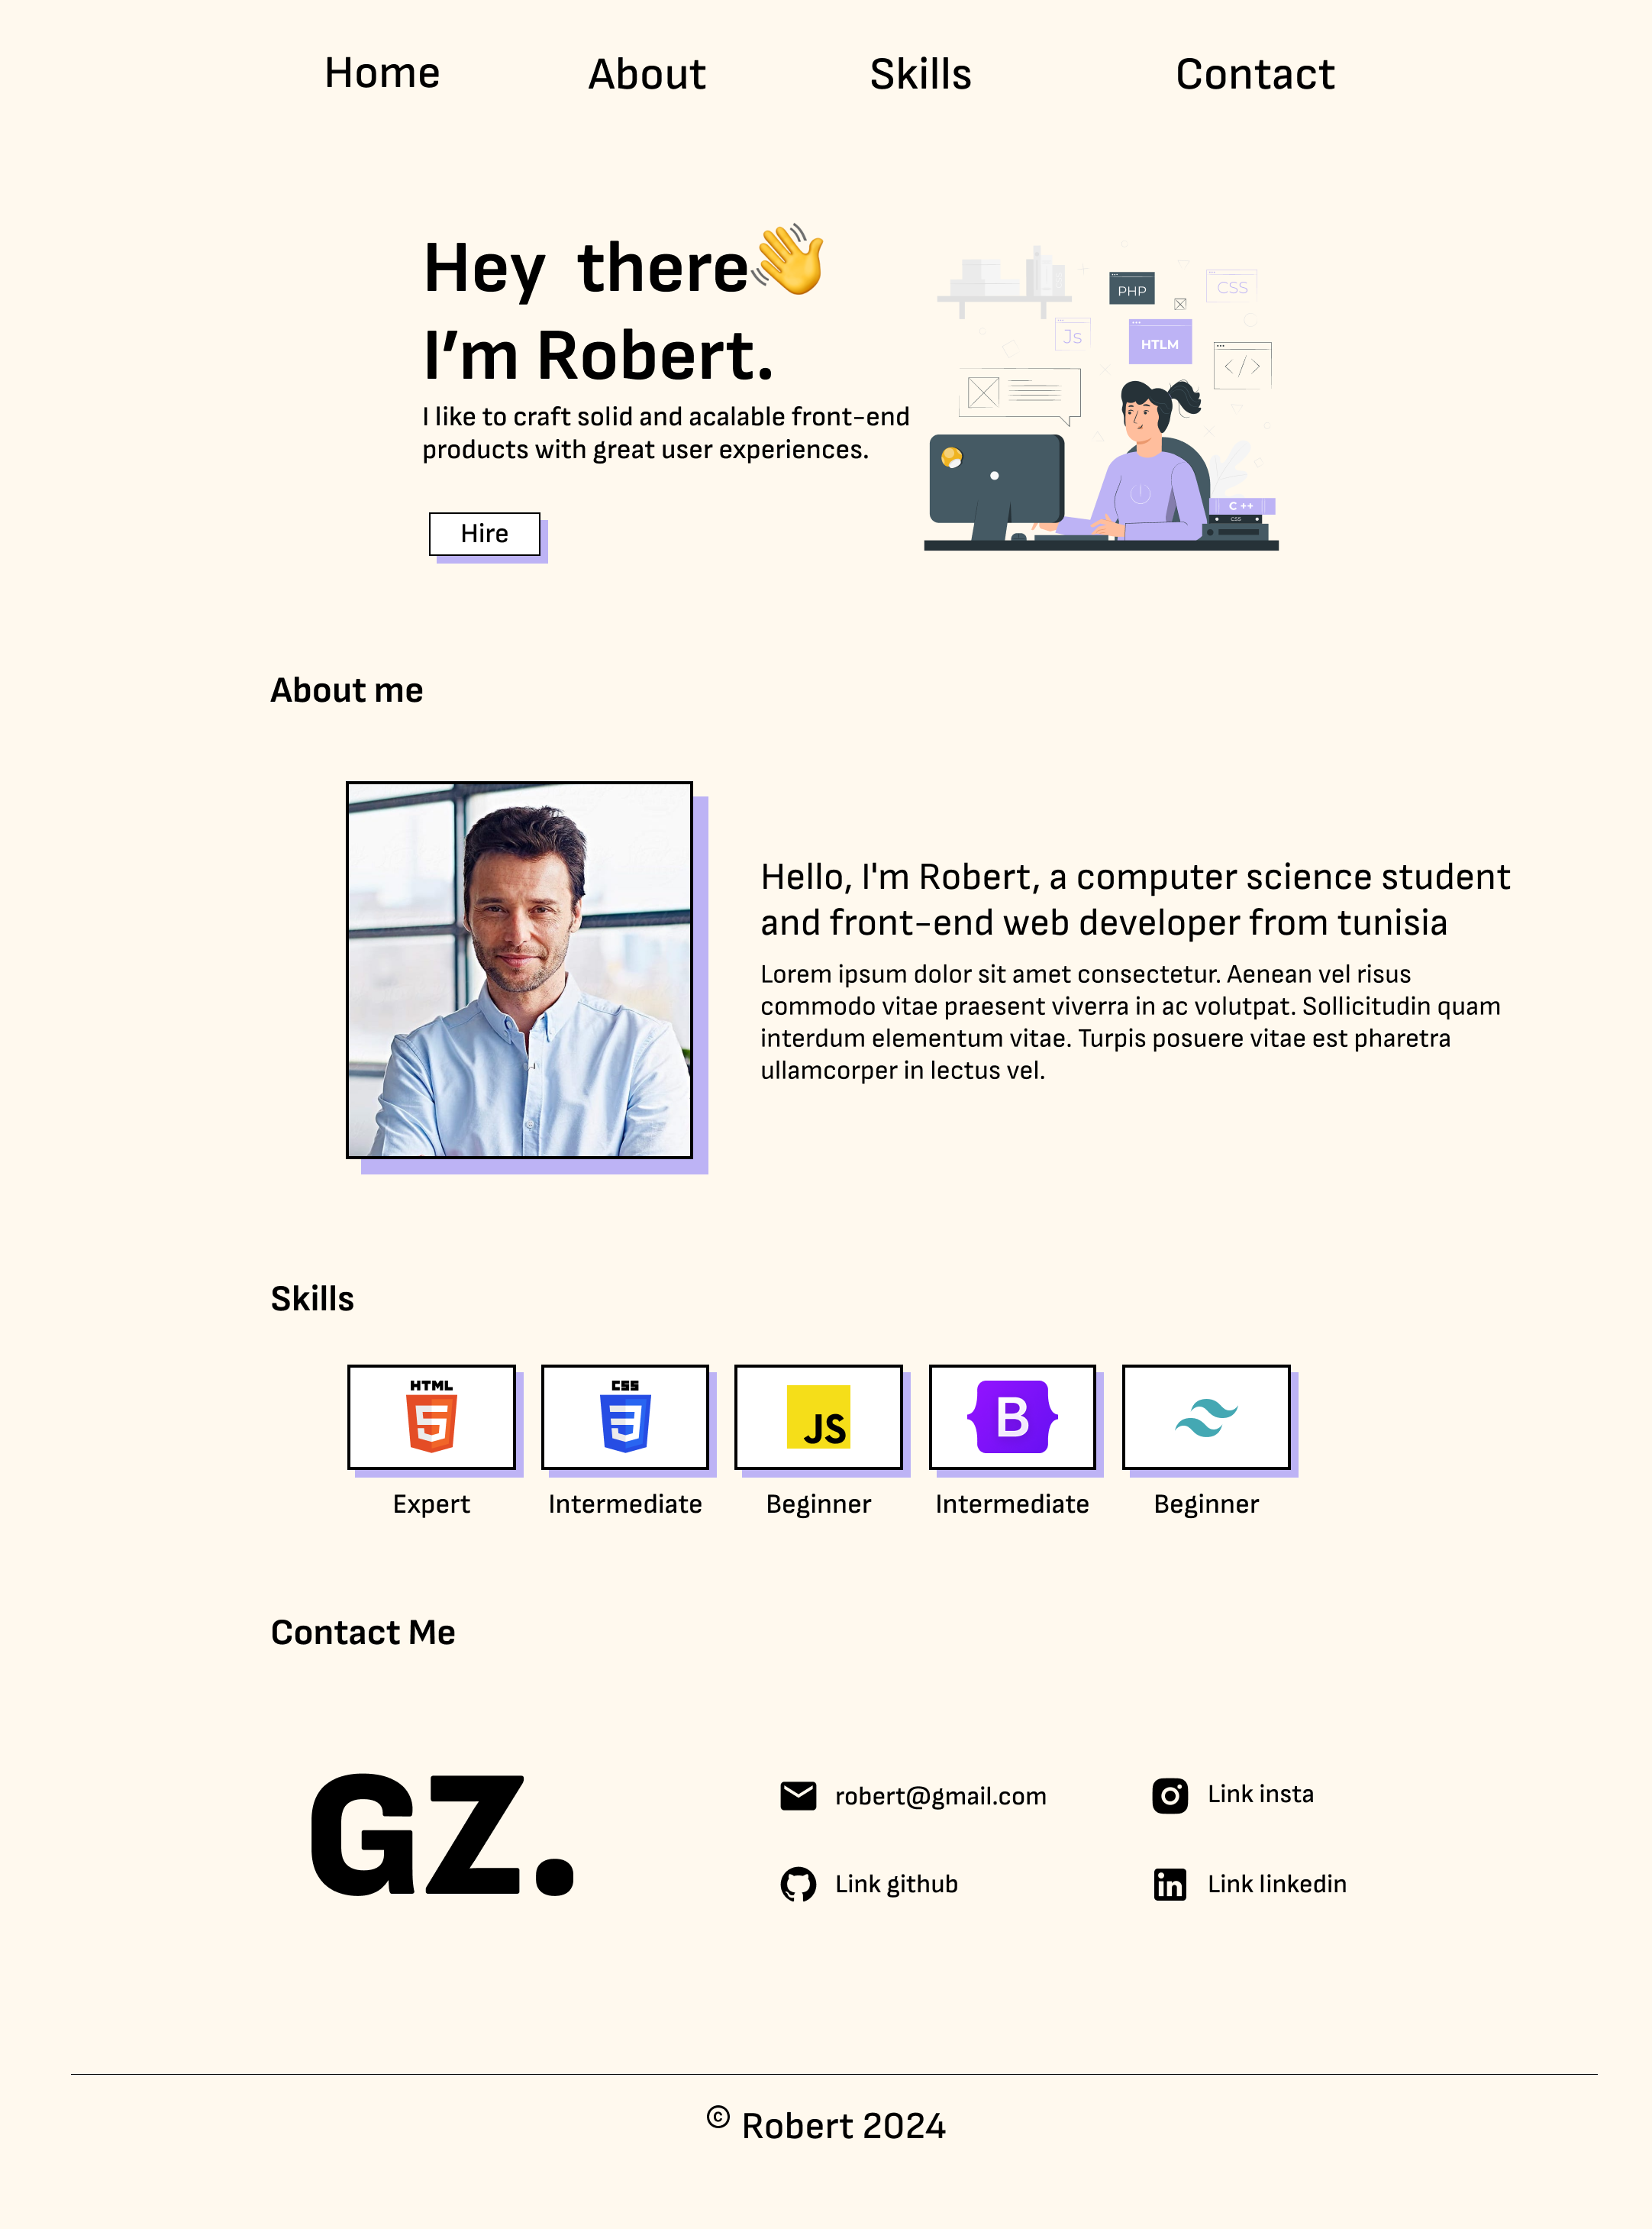 Home About Skills Contact
Hey there👋
I’m Robert.
I like to craft solid and acalable front-end
products with great user experiences.
Hire
PHP
CSS
Js
HTLM
</>
C ++
CSS
About me
Hello, I'm Robert, a computer science student
and front-end web developer from tunisia
Lorem ipsum dolor sit amet consectetur. Aenean vel risus
commodo vitae praesent viverra in ac volutpat. Sollicitudin quam
interdum elementum vitae. Turpis posuere vitae est pharetra
ullamcorper in lectus vel.
Skills
HTML
5
CSS
3
JS
B
Expert Intermediate Beginner Intermediate Beginner
Contact Me
GZ.
robert@gmail.com
Link insta
Link github
in
Link linkedin
© Robert 2024